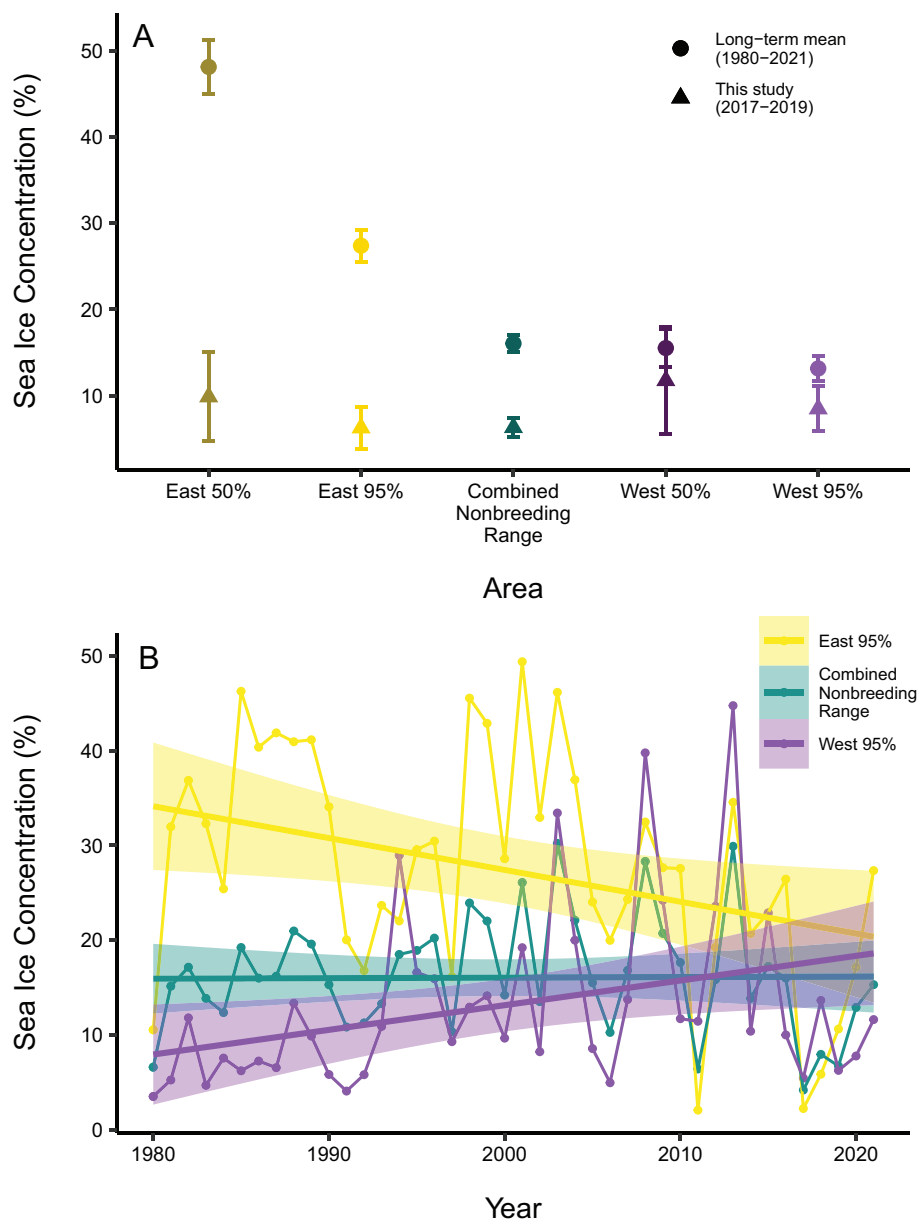 A
Long−term mean
(1980−2021)
This study
(2017−2019)
50
40
30
20
10
Sea Ice Concentration (%)
East 50%
East 95%
Combined
Nonbreeding
Range
West 50%
West 95%
Area
B
East 95%
Combined
Nonbreeding
Range
West 95%
50
40
30
20
10
0
Sea Ice Concentration (%)
1980
1990
2000
2010
2020
Year